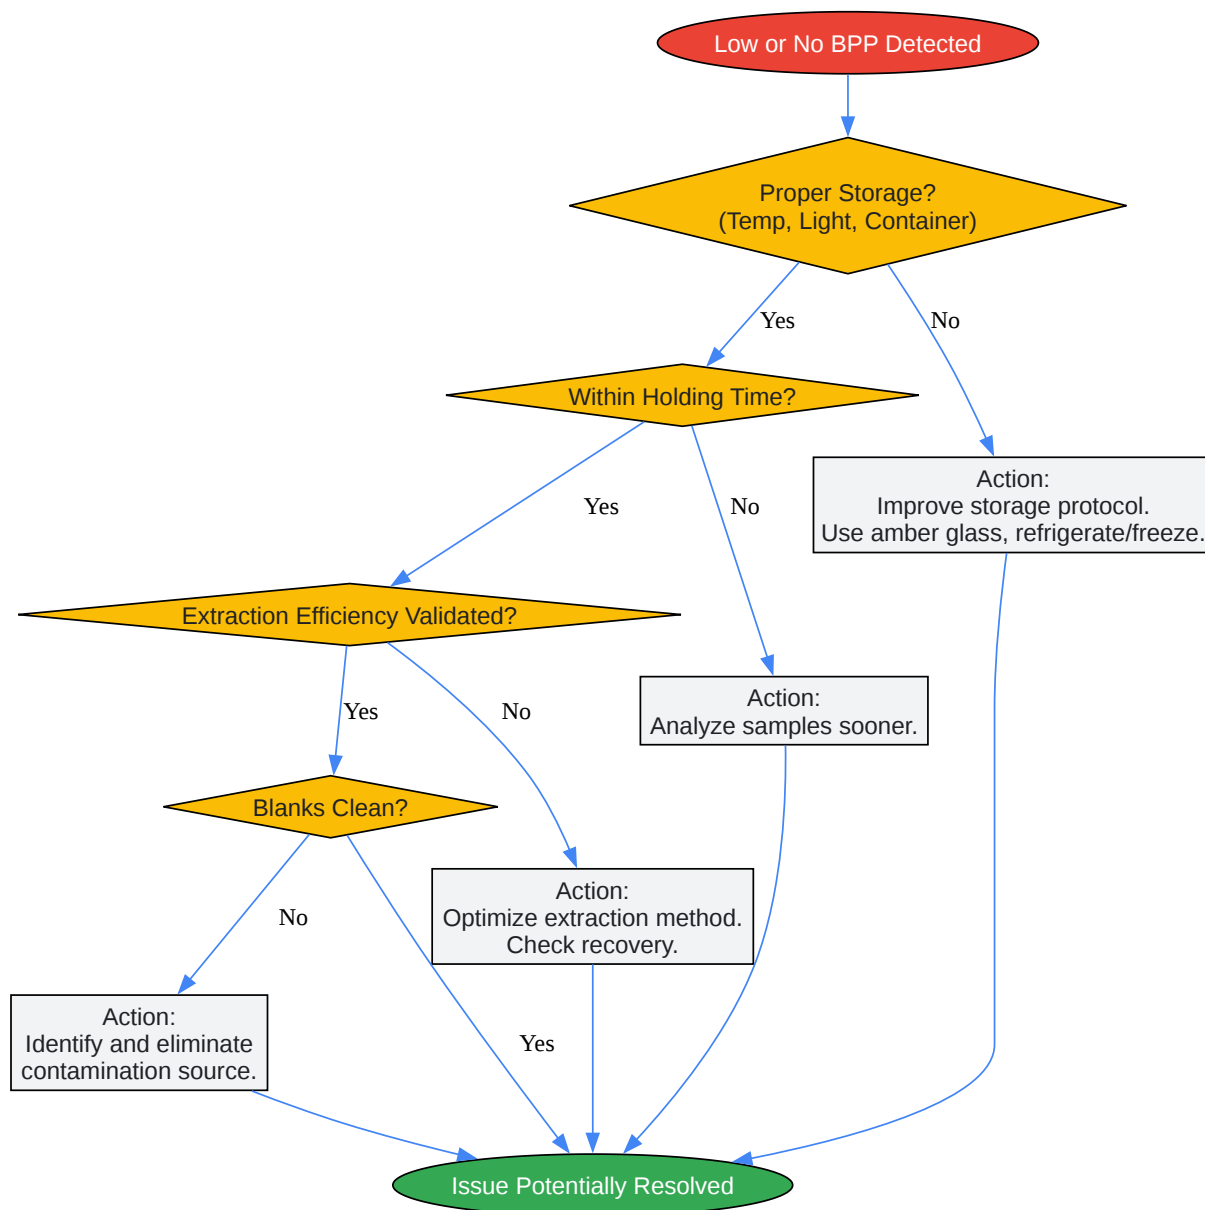 Low or No BPP Detected
Proper Storage?
(Temp, Light, Container)
Yes
No
Within Holding Time?
Action:
Improve storage protocol.
Use amber glass, refrigerate/freeze.
Yes
No
Extraction Efficiency Validated?
Action:
Analyze samples sooner.
Yes
No
Blanks Clean?
Action:
Optimize extraction method.
Check recovery.
No
Yes
Action:
Identify and eliminate
contamination source.
Issue Potentially Resolved